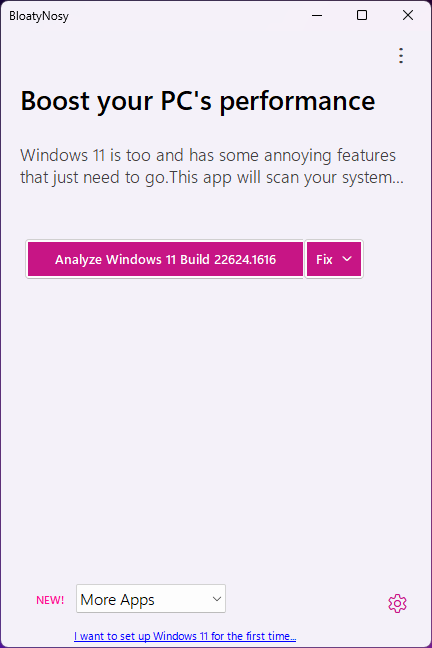 BloatyNosy
Boost your PC's performance
Windows 11 is too and has some annoying features
that just need to go.This app will scan your system...
Analyze Windows 11 Build 22624.1616 Fix
NEW! More Apps
I want to set up Windows 11 for the first time...